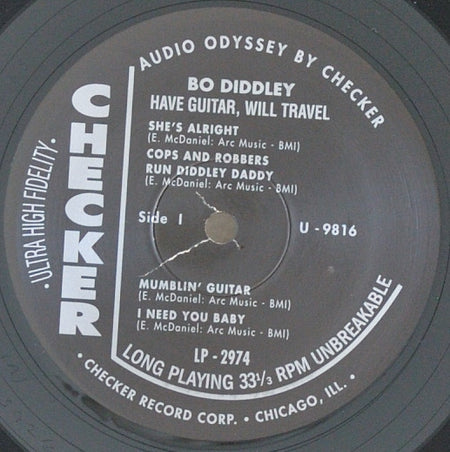 AUDIO ODYSSEY BY CHECKER
BO DIDDLEY
HAVE GUITAR, WILL TRAVEL
SHE'S ALRIGHT
(E. McDaniel: Arc Music - BMI)
COPS AND ROBBERS
RUN DIDDLEY DADDY
(E. McDaniel: Arc Music - BMI)
Side 1
U - 9816
MUMBLIN' GUITAR
(E. McDaniel: Arc Music - BMI)
I NEED YOU BABY
(E. McDaniel: Arc Music - BMI)
LP - 2974
LONG PLAYING 33⅓ RPM UNBREAKABLE
CHECKER
• ULTRA HIGH FIDELITY •
• CHECKER RECORD CORP. • CHICAGO, ILL. •